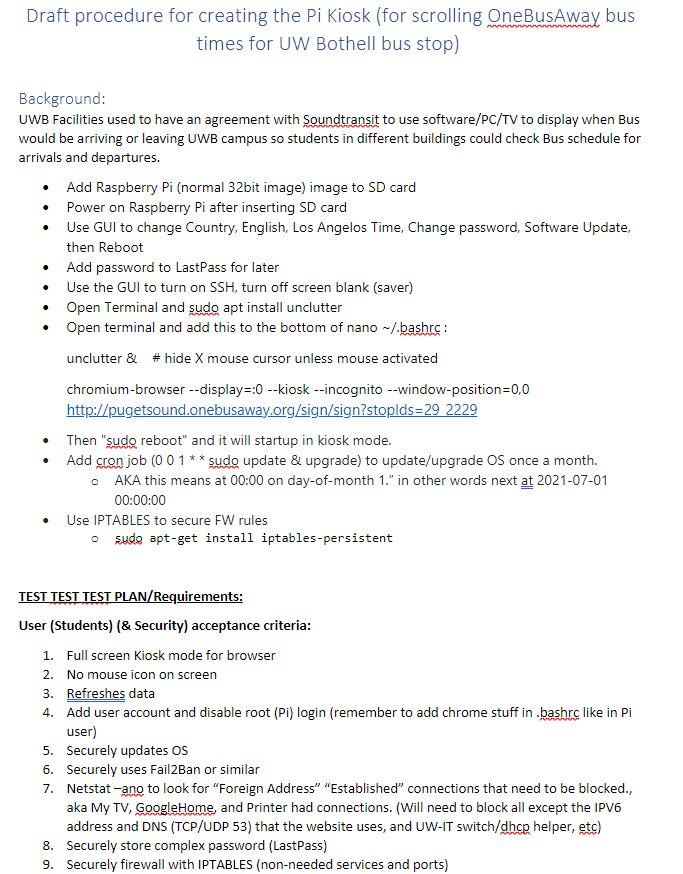 Draft procedure for creating the Pi Kiosk (for scrolling OneBusAway bus
times for UW Bothell bus stop)
Background:
UWB Facilities used to have an agreement with Soundtransit to use software/PC/TV to display when Bus
would be arriving or leaving UWB campus so students in different buildings could check Bus schedule for
arrivals and departures.
• Add Raspberry Pi (normal 32bit image) image to SD card
• Power on Raspberry Pi after inserting SD card
• Use GUI to change Country, English, Los Angelos Time, Change password, Software Update,
then Reboot
• Add password to LastPass for later
• Use the GUI to turn on SSH, turn off screen blank (saver)
• Open Terminal and sudo apt install unclutter
• Open terminal and add this to the bottom of nano ~/.bashrc :
unclutter & # hide X mouse cursor unless mouse activated
chromium-browser --display=:0 --kiosk --incognito --window-position=0,0
http://pugetsound.onebusaway.org/sign/sign?stopIds=29_2229
• Then "sudo reboot" and it will startup in kiosk mode.
• Add cron job (0 0 1 * * sudo update & upgrade) to update/upgrade OS once a month.
o AKA this means at 00:00 on day-of-month 1.” in other words next at 2021-07-01
00:00:00
• Use IPTABLES to secure FW rules
o sudo apt-get install iptables-persistent
TEST TEST TEST PLAN/Requirements:
User (Students) (& Security) acceptance criteria:
1. Full screen Kiosk mode for browser
2. No mouse icon on screen
3. Refreshes data
4. Add user account and disable root (Pi) login (remember to add chrome stuff in .bashrc like in Pi
user)
5. Securely updates OS
6. Securely uses Fail2Ban or similar
7. Netstat –ano to look for “Foreign Address” “Established” connections that need to be blocked.,
aka My TV, GoogleHome, and Printer had connections. (Will need to block all except the IPV6
address and DNS (TCP/UDP 53) that the website uses, and UW-IT switch/dhcp helper, etc)
8. Securely store complex password (LastPass)
9. Securely firewall with IPTABLES (non-needed services and ports)